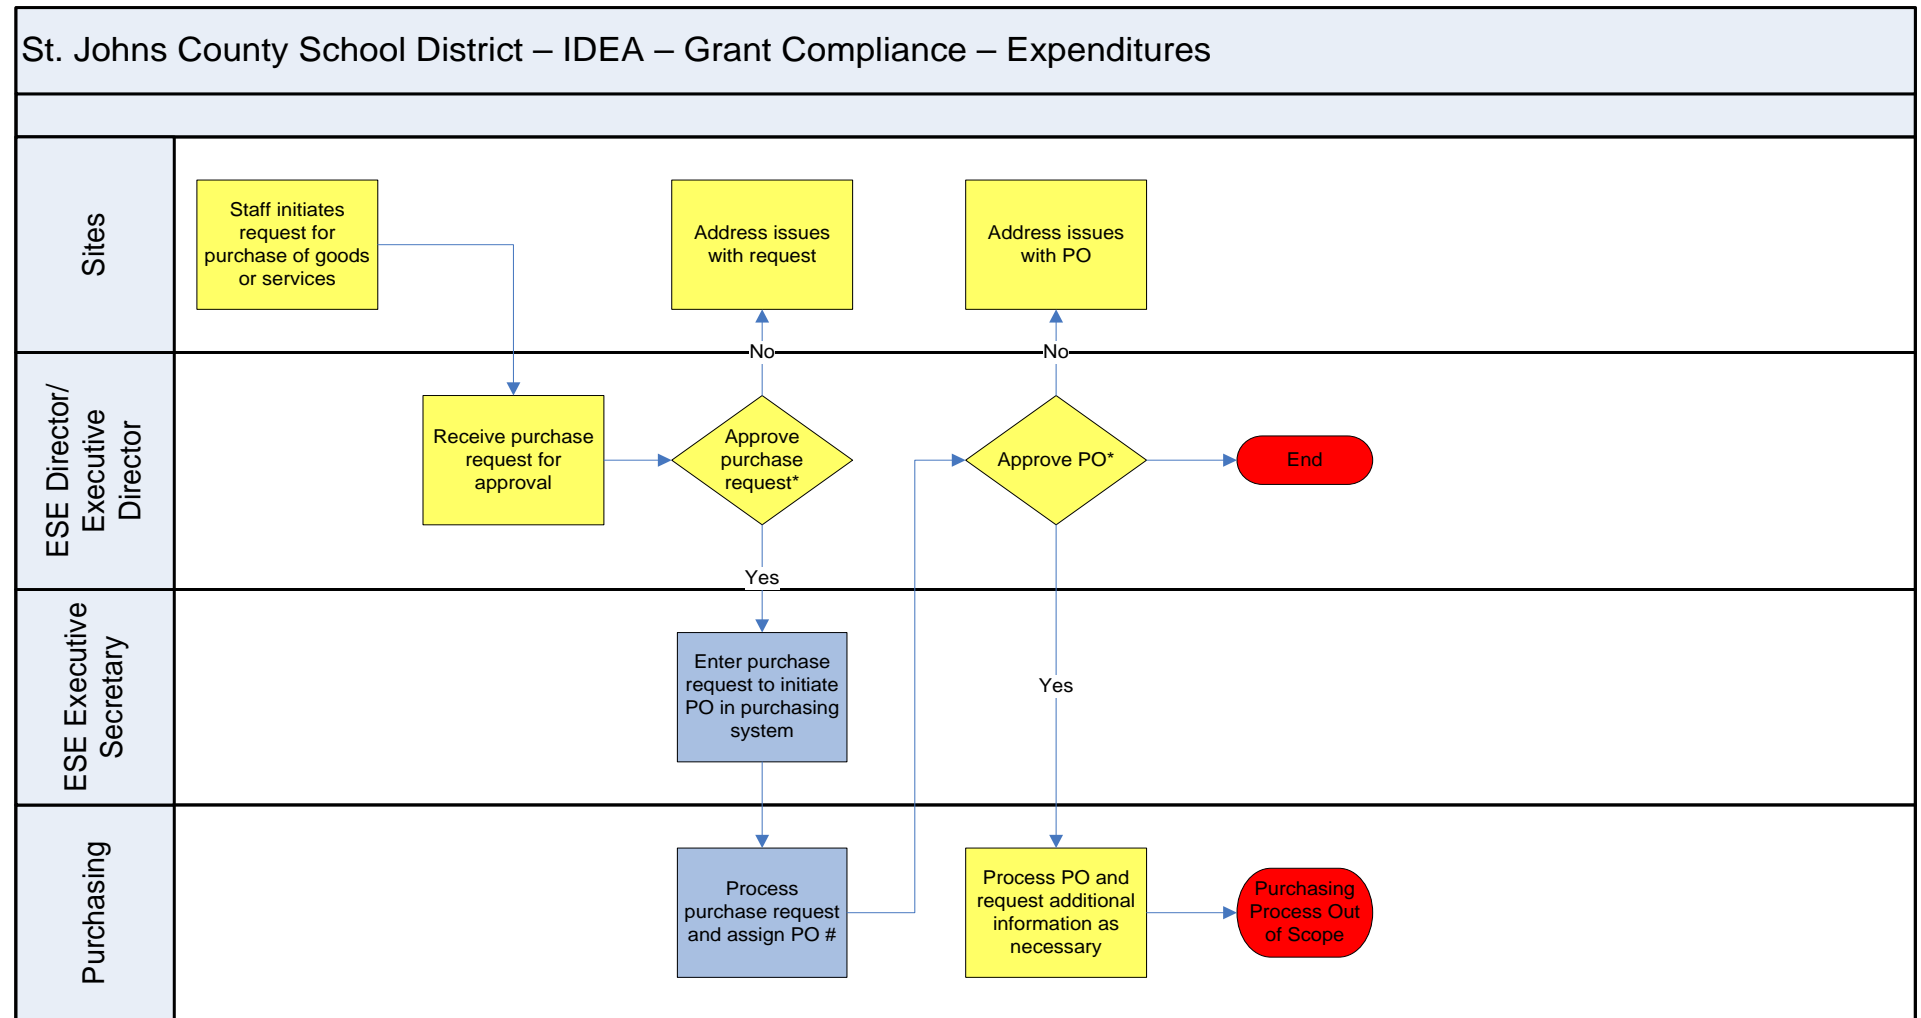 St. Johns County School District – IDEA – Grant Compliance – Expenditures
Sites
Staff initiates
request for
purchase of goods
or services
Address issues
with request
Address issues
with PO
No
No
ESE Director/
Executive
Director
Receive purchase
request for
approval
Approve
purchase
request*
Approve PO*
End
Yes
ESE Executive
Secretary
Enter purchase
request to initiate
PO in purchasing
system
Yes
Purchasing
Process
purchase request
and assign PO #
Process PO and
request additional
information as
necessary
Purchasing
Process Out
of Scope